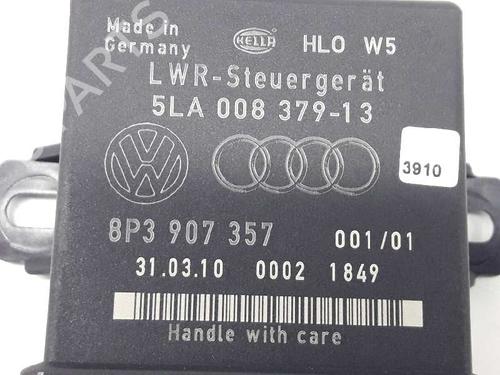 Made in
Germany
HELLA
HLO W5
LWR-Steuergerät
5LA 008 379-13
3910
8P3 907 357
001/01
31.03.10 0002 1849
Handle with care